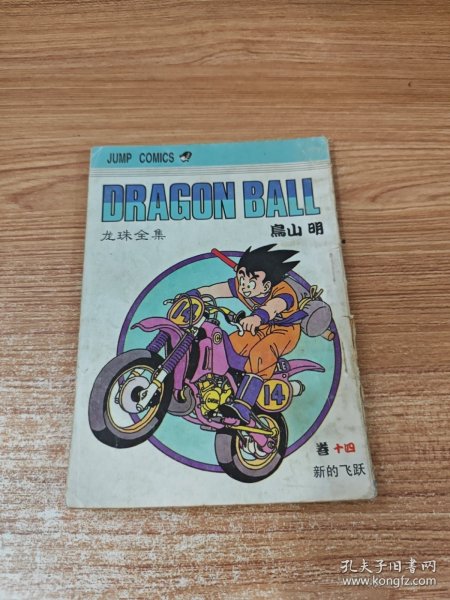 JUMP COMICS
DRAGON BALL
龙珠全集
鳥山明
14
14
卷十四
新的飞跃
孔夫子旧书网
www.kongfz.com